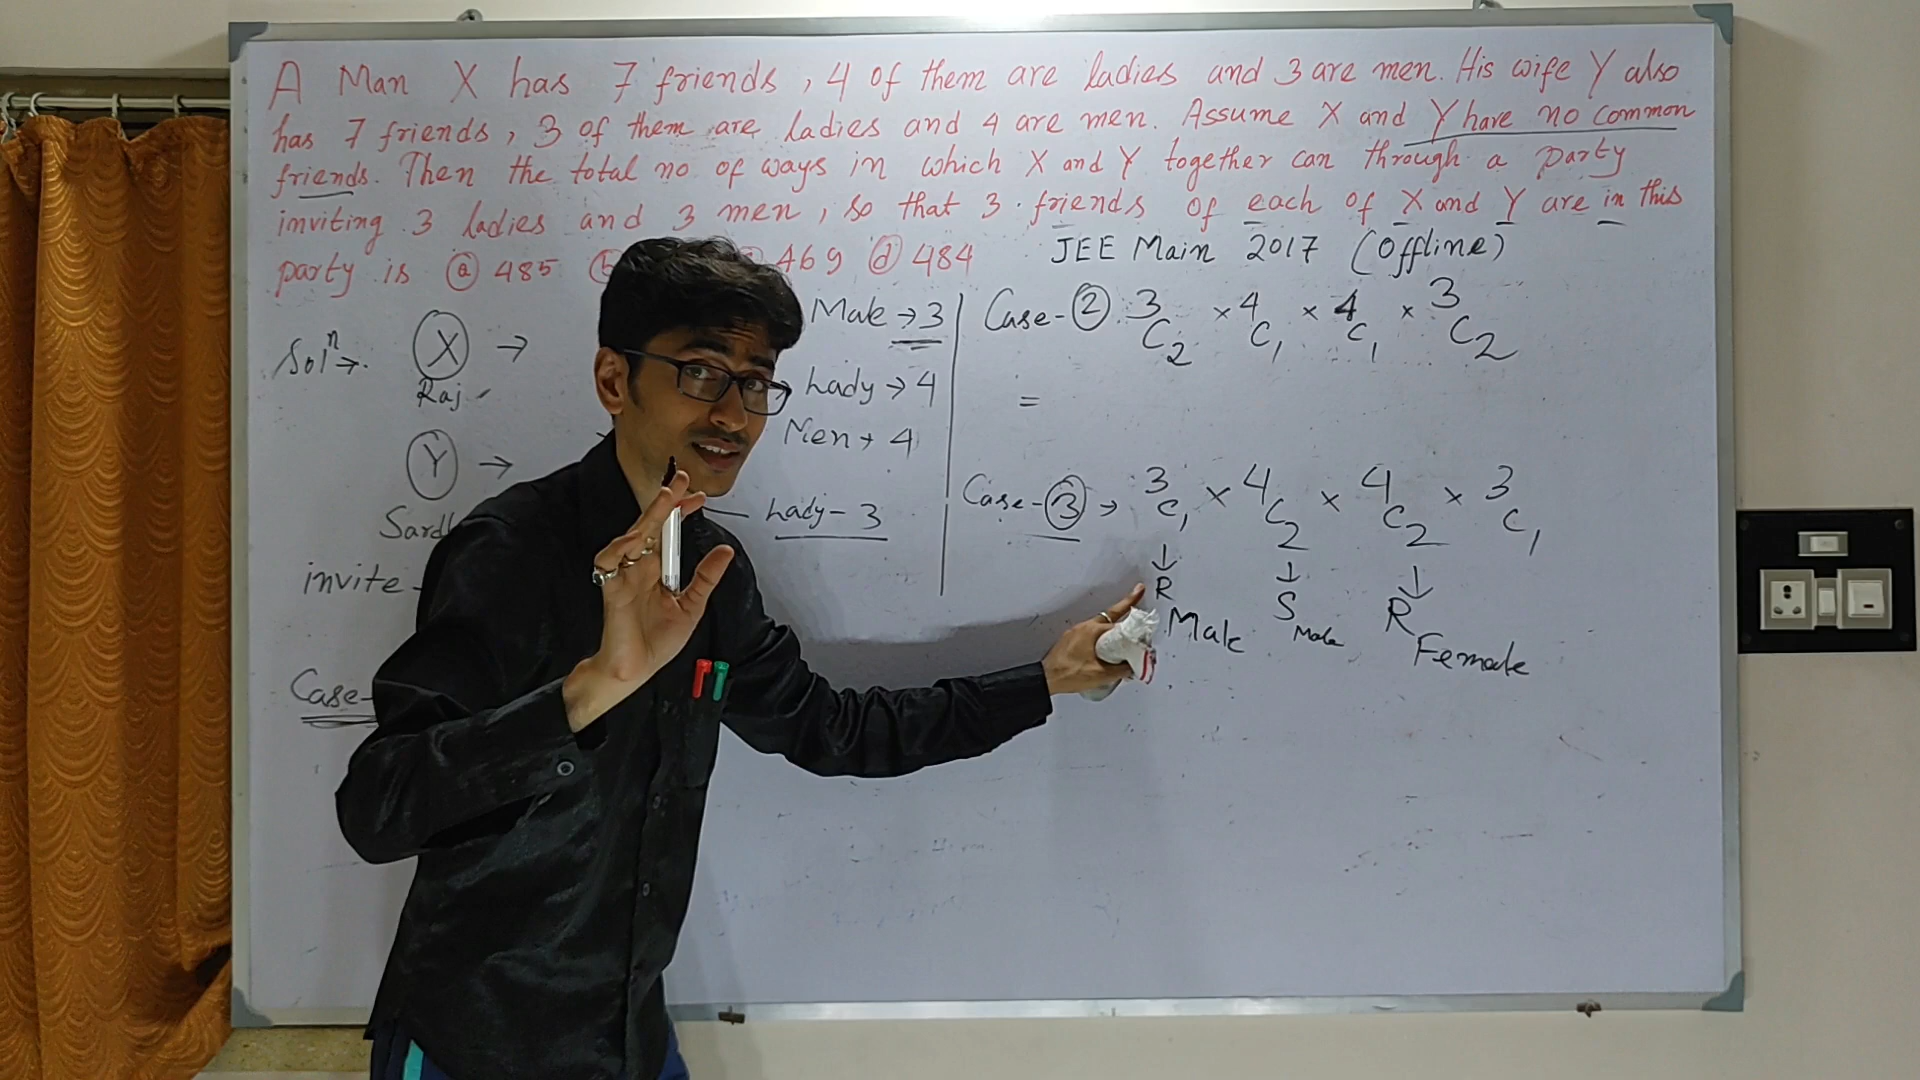 A Man X has 7 friends, 4 of them are ladies and 3 are men. His wife Y also
has 7 friends, 3 of them are ladies and 4 are men. Assume X and Y have no common
friends. Then the total no of ways in which X and Y together can through a party
inviting 3 ladies and 3 men, so that 3 friends of each of X and Y are in this
party is (a) 485 469 (d) 484 JEE Main 2017 (Offline)
Solⁿ→. X →
Raj
Male → 3
Lady → 4
Y →
Men → 4
Lady - 3
invite
Case-
Case-② ³C₂ × ⁴C₁ × ⁴C₁ × ³C₂
=
Case-③ → ³C₁ × ⁴C₂ × ⁴C₂ × ³C₁
↓ ↓ ↓
R S R
Male Male Female